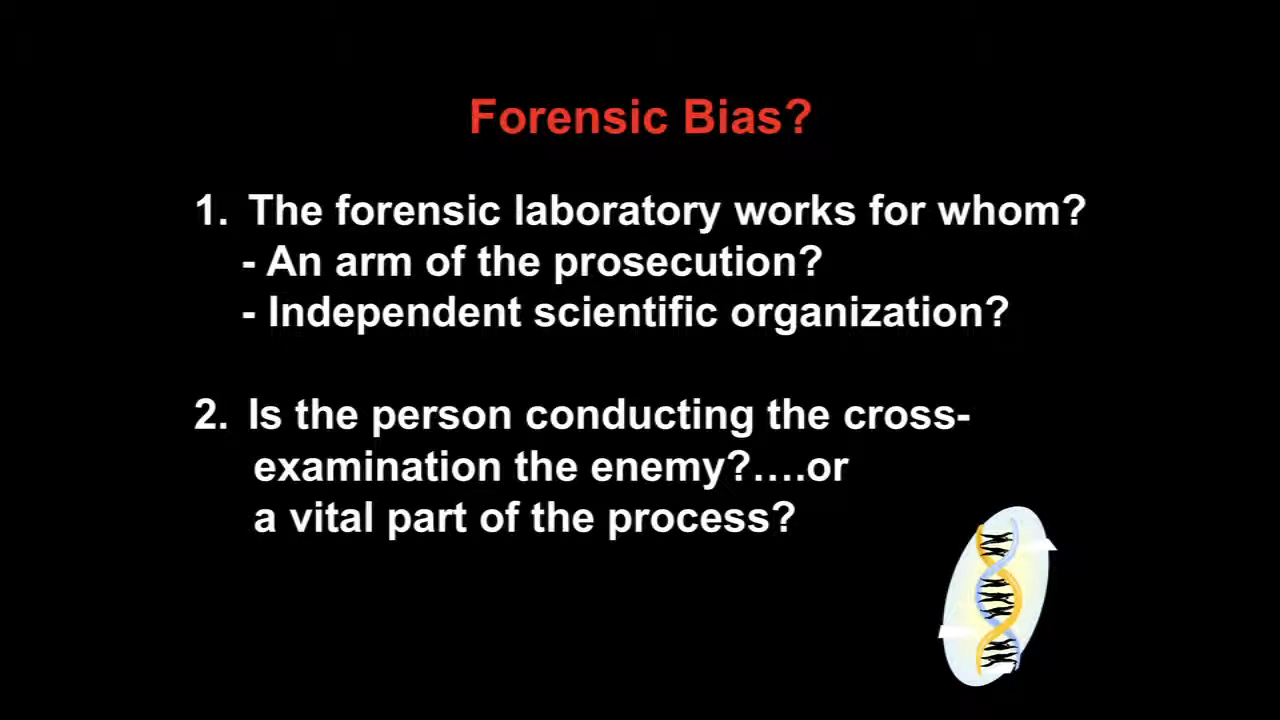 Forensic Bias?
1. The forensic laboratory works for whom?
- An arm of the prosecution?
- Independent scientific organization?
2. Is the person conducting the cross-
examination the enemy?....or
a vital part of the process?